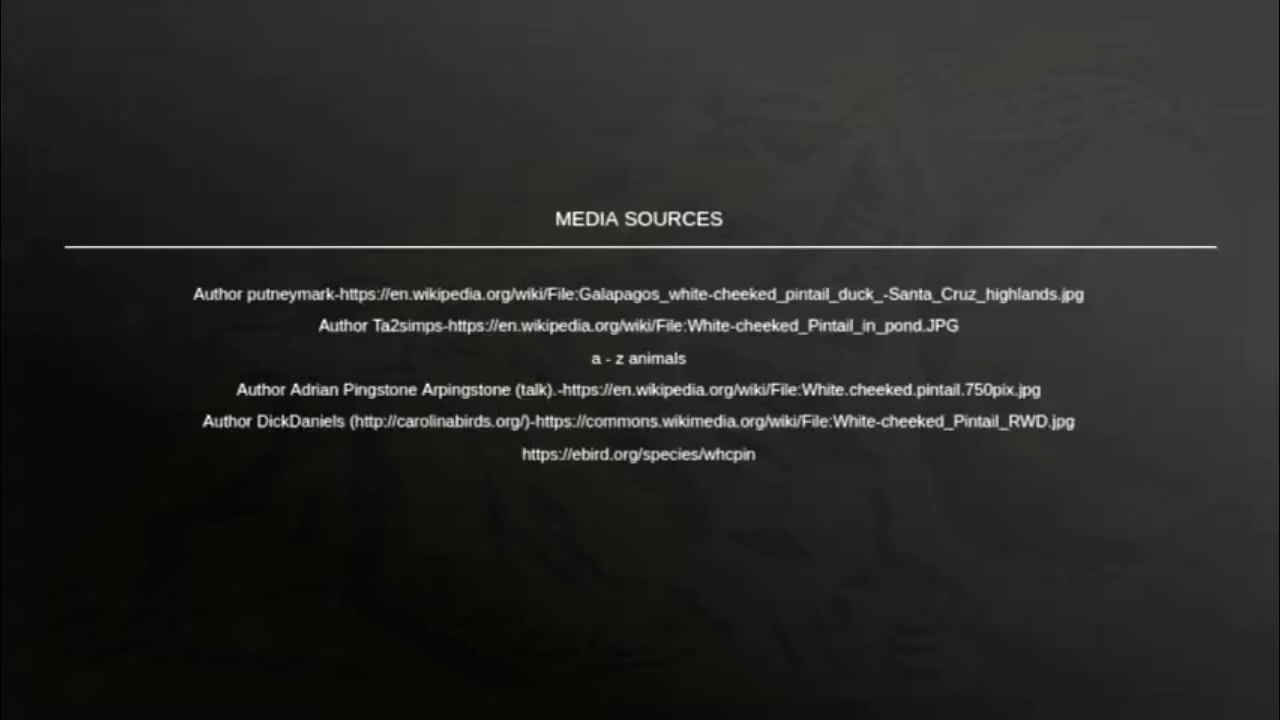 MEDIA SOURCES
Author putneymark-https://en.wikipedia.org/wiki/File:Galapagos_white-cheeked_pintail_duck_-Santa_Cruz_highlands.jpg
Author Ta2simps-https://en.wikipedia.org/wiki/File:White-cheeked_Pintail_in_pond.JPG
a - z animals
Author Adrian Pingstone Arpingstone (talk).-https://en.wikipedia.org/wiki/File:White.cheeked.pintail.750pix.jpg
Author DickDaniels (http://carolinabirds.org/)-https://commons.wikimedia.org/wiki/File:White-cheeked_Pintail_RWD.jpg
https://ebird.org/species/whcpin